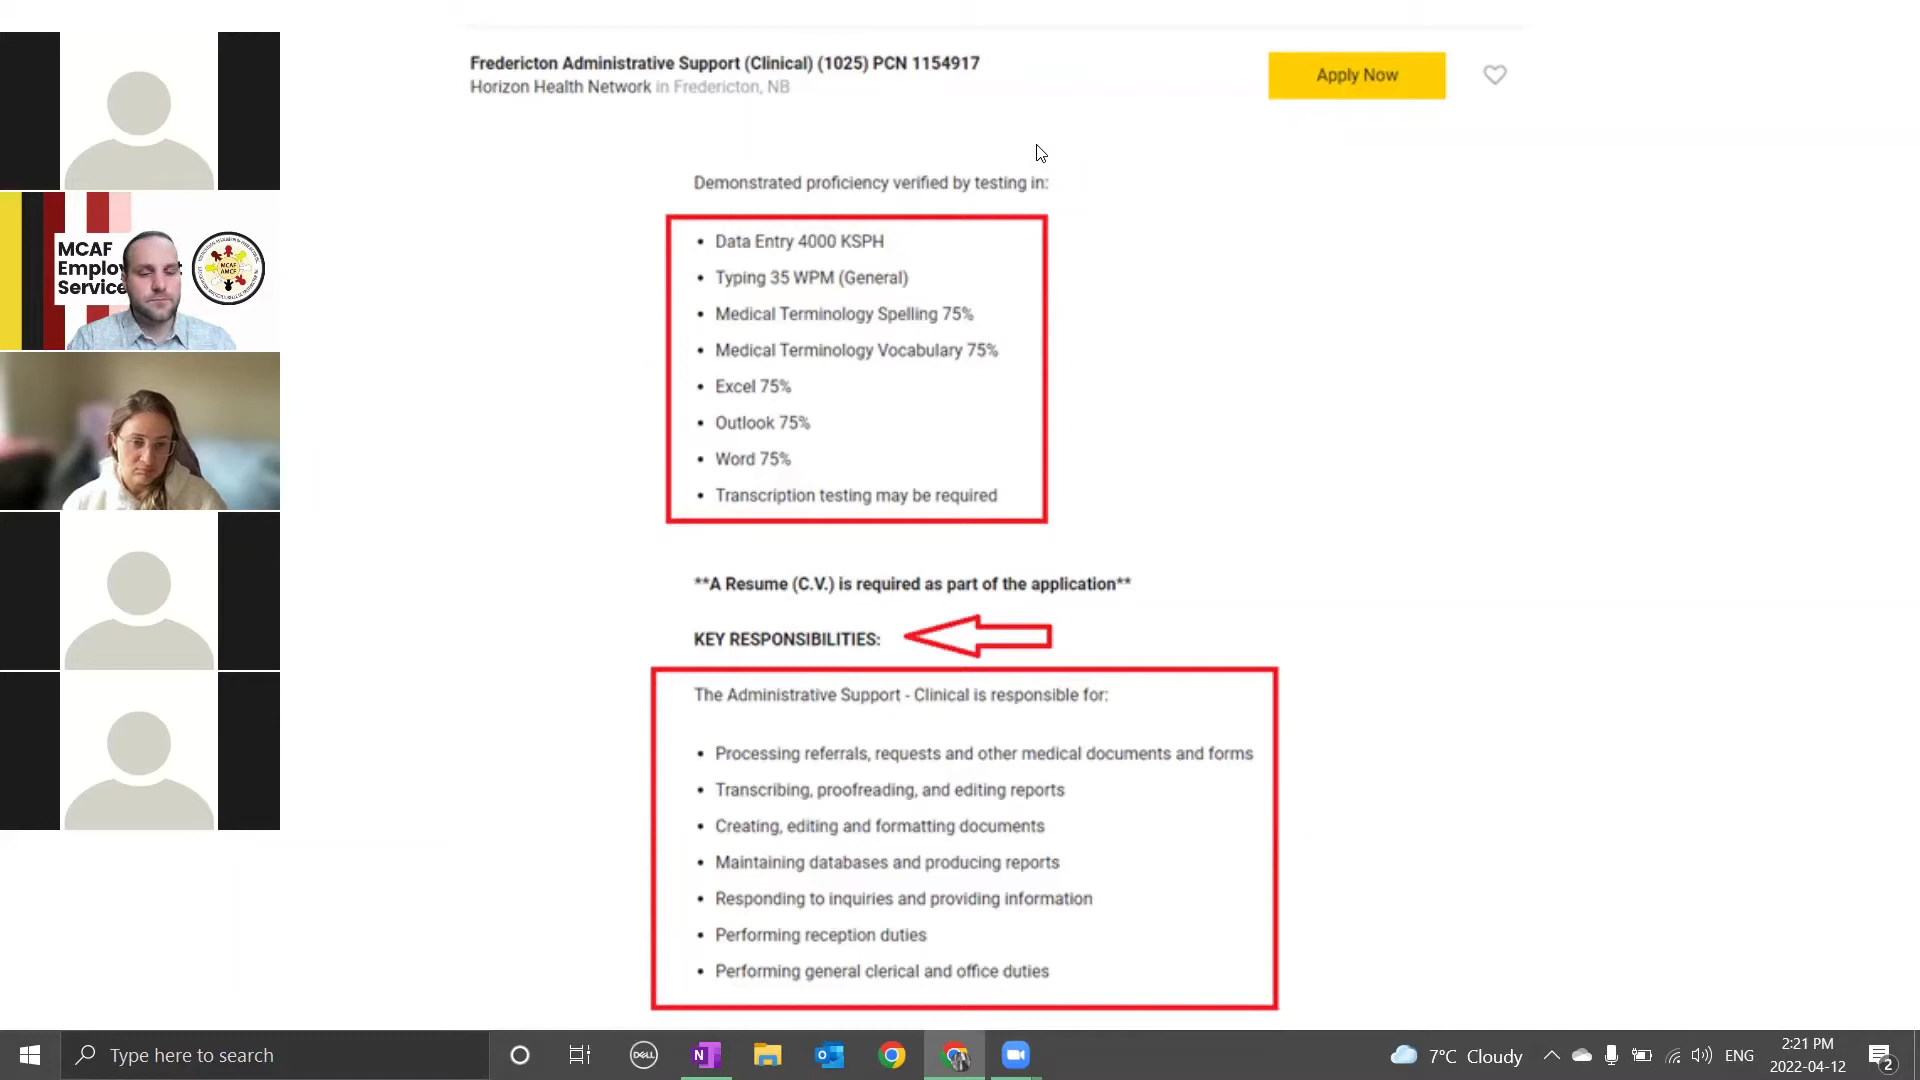 Fredericton Administrative Support (Clinical) (1025) PCN 1154917
Horizon Health Network in Fredericton, NB
Apply Now
Demonstrated proficiency verified by testing in:
• Data Entry 4000 KSPH
• Typing 35 WPM (General)
• Medical Terminology Spelling 75%
• Medical Terminology Vocabulary 75%
• Excel 75%
• Outlook 75%
• Word 75%
• Transcription testing may be required
**A Resume (C.V.) is required as part of the application**
KEY RESPONSIBILITIES:
The Administrative Support - Clinical is responsible for:
• Processing referrals, requests and other medical documents and forms
• Transcribing, proofreading, and editing reports
• Creating, editing and formatting documents
• Maintaining databases and producing reports
• Responding to inquiries and providing information
• Performing reception duties
• Performing general clerical and office duties
MCAF
Services
MCAF
AMCF
Type here to search
DELL
N
7°C Cloudy
ENG
2:21 PM
2022-04-12
2